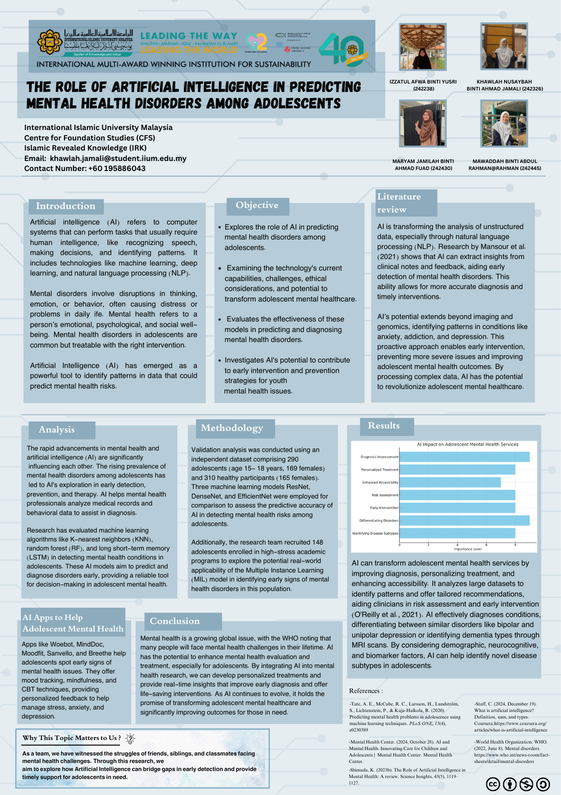 LEADING THE WAY
INTERNATIONAL MULTI-AWARD WINNING INSTITUTION FOR SUSTAINABILITY
THE ROLE OF ARTIFICIAL INTELLIGENCE IN PREDICTING
MENTAL HEALTH DISORDERS AMONG ADOLESCENTS
IZZATUL AFWA BINTI YUSRI
(242238)
KHAWLAH NUSAYBAH
BINTI AHMAD JAMALI (242326)
MARYAM JAMILAH BINTI
AHMAD FUAD (242430)
MAWADDAH BINTI ABDUL
RAHMAN@RAHMAN (242445)
International Islamic University Malaysia
Centre for Foundation Studies (CFS)
Islamic Revealed Knowledge (IRK)
Email: khawlah.jamali@student.iium.edu.my
Contact Number: +60 195886043
Introduction
Artificial intelligence (AI) refers to computer
systems that can perform tasks that usually require
human intelligence, like recognizing speech,
making decisions, and identifying patterns. It
includes technologies like machine learning, deep
learning, and natural language processing (NLP).
Mental disorders involve disruptions in thinking,
emotion, or behavior, often causing distress or
problems in daily life. Mental health refers to a
person's emotional, psychological, and social well-
being. Mental health disorders in adolescents are
common but treatable with the right intervention.
Artificial Intelligence (AI) has emerged as a
powerful tool to identify patterns in data that could
predict mental health risks.
Objective
• Explores the role of AI in predicting
mental health disorders among
adolescents.
• Examining the technology's current
capabilities, challenges, ethical
considerations, and potential to
transform adolescent mental healthcare.
• Evaluates the effectiveness of these
models in predicting and diagnosing
mental health disorders.
• Investigates AI's potential to contribute
to early intervention and prevention
strategies for youth
mental health issues.
Literature
review
AI is transforming the analysis of unstructured
data, especially through natural language
processing (NLP). Research by Mansour et al.
(2021) shows that AI can extract insights from
clinical notes and feedback, aiding early
detection of mental health disorders. This
ability allows for more accurate diagnosis and
timely interventions.
AI's potential extends beyond imaging and
genomics, identifying patterns in conditions like
anxiety, addiction, and depression. This
proactive approach enables early intervention,
preventing more severe issues and improving
adolescent mental health outcomes. By
processing complex data, AI has the potential
to revolutionize adolescent mental healthcare.
Analysis
The rapid advancements in mental health and
artificial intelligence (AI) are significantly
influencing each other. The rising prevalence of
mental health disorders among adolescents has
led to AI's exploration in early detection,
prevention, and therapy. AI helps mental health
professionals analyze medical records and
behavioral data to assist in diagnosis.
Research has evaluated machine learning
algorithms like K-nearest neighbors (KNN),
random forest (RF), and long short-term memory
(LSTM) in detecting mental health conditions in
adolescents. These AI models aim to predict and
diagnose disorders early, providing a reliable tool
for decision-making in adolescent mental health.
Methodology
Validation analysis was conducted using an
independent dataset comprising 290
adolescents (age 15- 18 years, 169 females)
and 310 healthy participants (165 females).
Three machine learning models ResNet,
DenseNet, and EfficientNet were employed for
comparison to assess the predictive accuracy of
AI in detecting mental health risks among
adolescents.
Additionally, the research team recruited 148
adolescents enrolled in high-stress academic
programs to explore the potential real-world
applicability of the Multiple Instance Learning
(MIL) model in identifying early signs of mental
health disorders in this population.
Results
AI Impact on Adolescent Mental Health Services
Diagnosis Improvement
Personalized Treatment
Enhanced Accessibility
Risk Assessment
Early Intervention
Differentiating Disorders
Identifying Disease Subtypes
0 2 4 6 8
Importance Level
AI can transform adolescent mental health services by
improving diagnosis, personalizing treatment, and
enhancing accessibility. It analyzes large datasets to
identify patterns and offer tailored recommendations,
aiding clinicians in risk assessment and early intervention
(O'Reilly et al., 2021). AI effectively diagnoses conditions,
differentiating between similar disorders like bipolar and
unipolar depression or identifying dementia types through
MRI scans. By considering demographic, neurocognitive,
and biomarker factors, AI can help identify novel disease
subtypes in adolescents.
AI Apps to Help
Adolescent Mental Health
Apps like Woebot, MindDoc,
Moodfit, Sanvello, and Breethe help
adolescents spot early signs of
mental health issues. They offer
mood tracking, mindfulness, and
CBT techniques, providing
personalized feedback to help
manage stress, anxiety, and
depression.
Conclusion
Mental health is a growing global issue, with the WHO noting that
many people will face mental health challenges in their lifetime. AI
has the potential to enhance mental health evaluation and
treatment, especially for adolescents. By integrating AI into mental
health research, we can develop personalized treatments and
provide real-time insights that improve early diagnosis and offer
life-saving interventions. As AI continues to evolve, it holds the
promise of transforming adolescent mental healthcare and
significantly improving outcomes for those in need.
Why This Topic Matters to Us ?
As a team, we have witnessed the struggles of friends, siblings, and classmates facing
mental health challenges. Through this research, we
aim to explore how Artificial Intelligence can bridge gaps in early detection and provide
timely support for adolescents in need.
References :
-Tate, A. E., McCabe, R. C., Larsson, H., Lundström,
S., Lichtenstein, P., & Kuja-Halkola, R. (2020).
Predicting mental health problems in adolescence using
machine learning techniques. PLoS ONE, 15(4),
e0230389
-Mental Health Center. (2024, October 28). AI and
Mental Health: Innovating Care for Children and
Adolescents | Mental Health Center. Mental Health
Center.
-Shimada, K. (2023b). The Role of Artificial Intelligence in
Mental Health: A review. Science Insights, 43(5), 1119–
1127.
-Staff, C. (2024, December 19).
What is artificial intelligence?
Definition, uses, and types.
Coursera. https://www.coursera.org/
articles/what-is-artificial-intelligence
-World Health Organization: WHO.
(2022, June 8). Mental disorders.
https://www.who.int/news-room/fact-
sheets/detail/mental-disorders